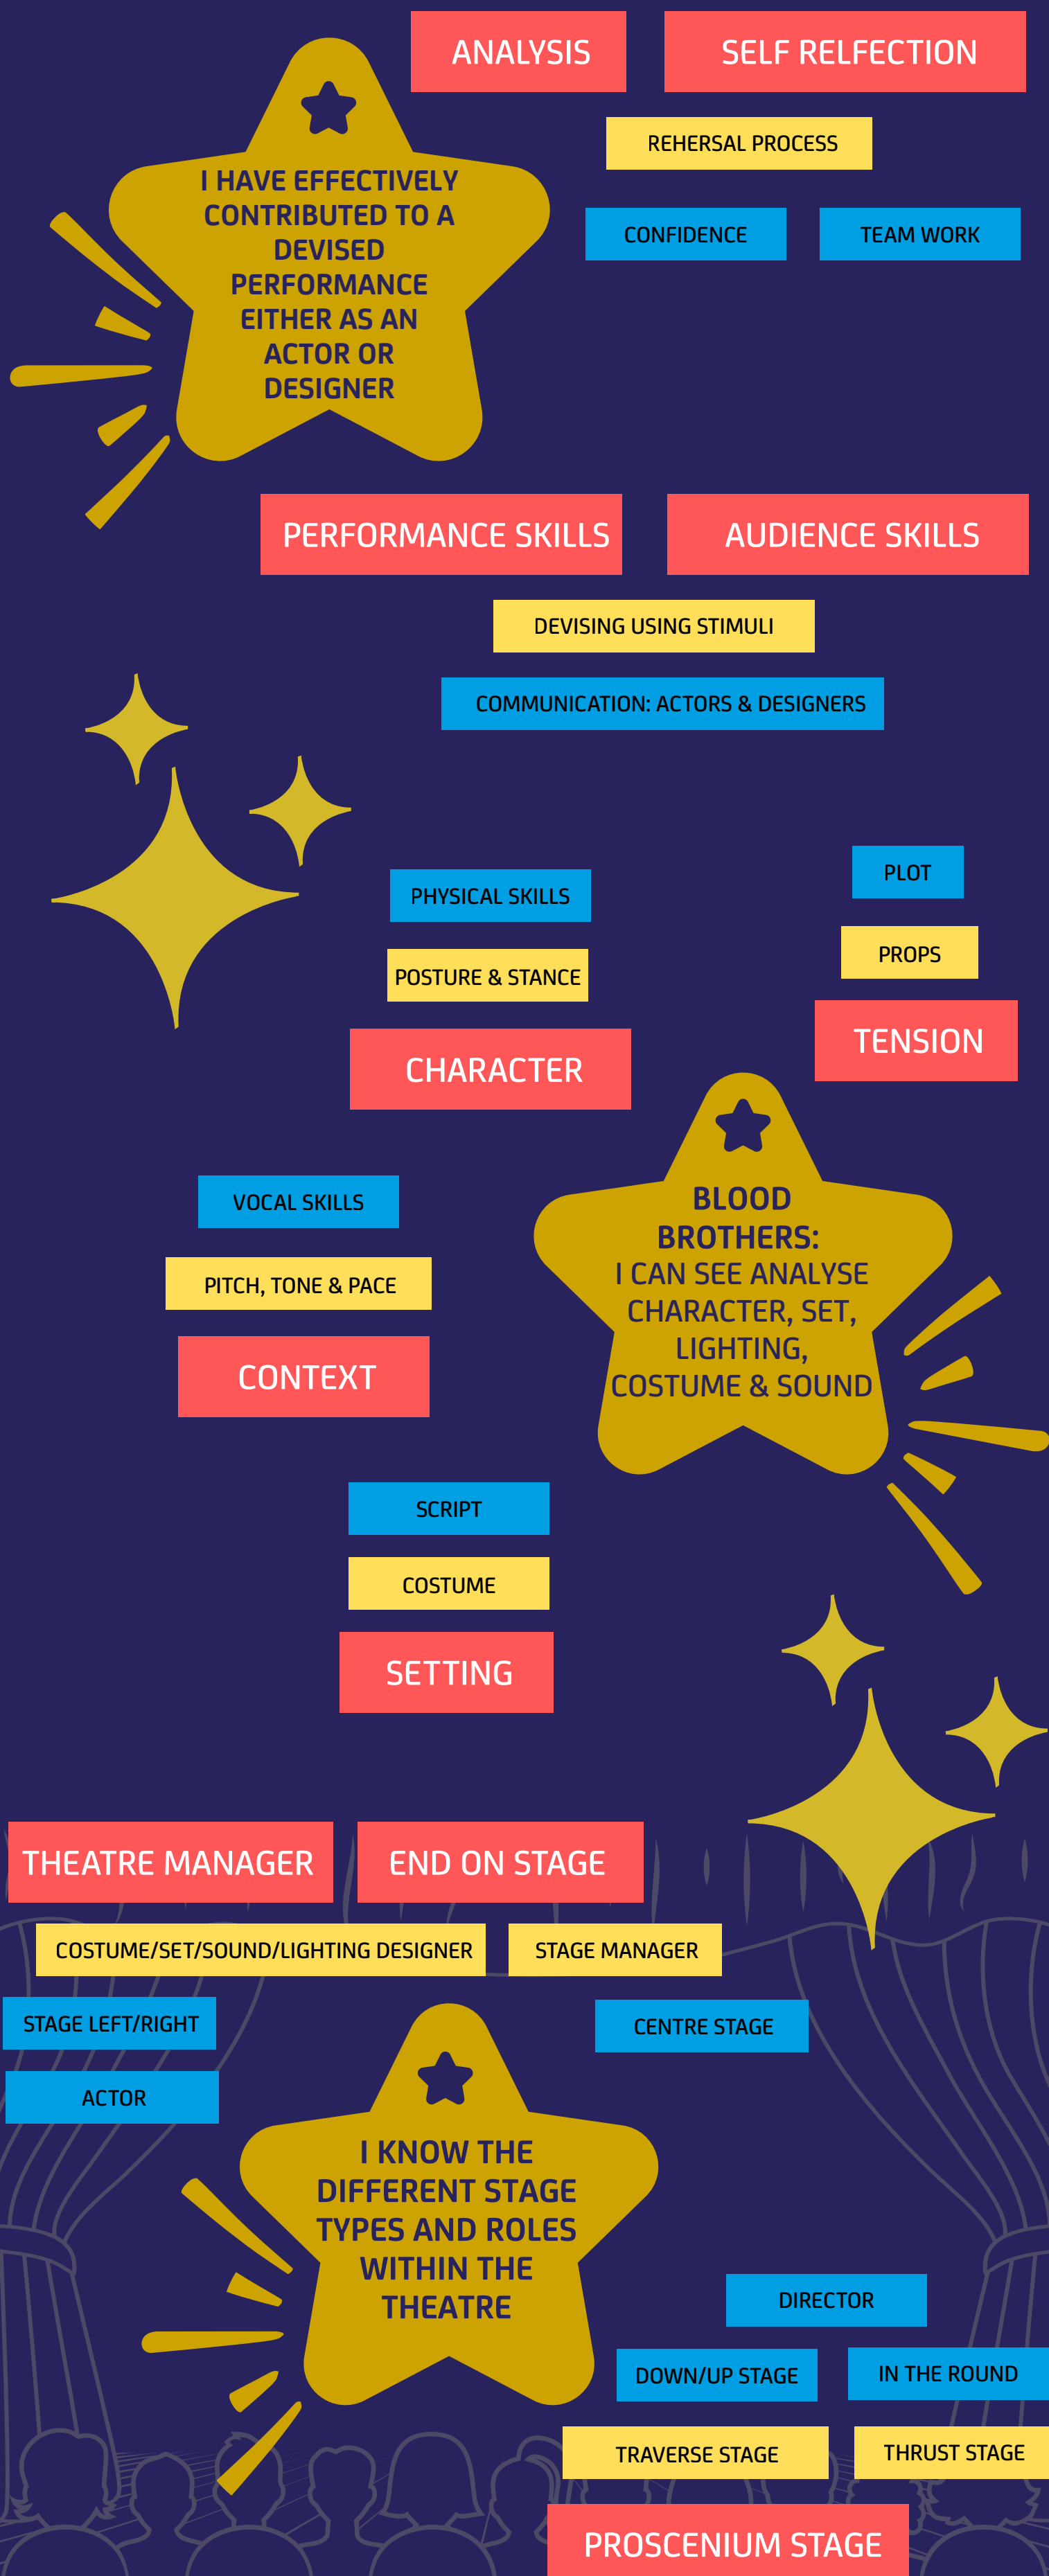 ANALYSIS
SELF RELFECTION
REHERSAL PROCESS
CONFIDENCE
TEAM WORK
I HAVE EFFECTIVELY
CONTRIBUTED TO A
DEVISED
PERFORMANCE
EITHER AS AN
ACTOR OR
DESIGNER
PERFORMANCE SKILLS
AUDIENCE SKILLS
DEVISING USING STIMULI
COMMUNICATION: ACTORS & DESIGNERS
PHYSICAL SKILLS
POSTURE & STANCE
CHARACTER
PLOT
PROPS
TENSION
VOCAL SKILLS
PITCH, TONE & PACE
CONTEXT
BLOOD
BROTHERS:
I CAN SEE ANALYSE
CHARACTER, SET,
LIGHTING,
COSTUME & SOUND
SCRIPT
COSTUME
SETTING
THEATRE MANAGER
END ON STAGE
COSTUME/SET/SOUND/LIGHTING DESIGNER
STAGE MANAGER
STAGE LEFT/RIGHT
CENTRE STAGE
ACTOR
I KNOW THE
DIFFERENT STAGE
TYPES AND ROLES
WITHIN THE
THEATRE
DIRECTOR
DOWN/UP STAGE
IN THE ROUND
TRAVERSE STAGE
THRUST STAGE
PROSCENIUM STAGE